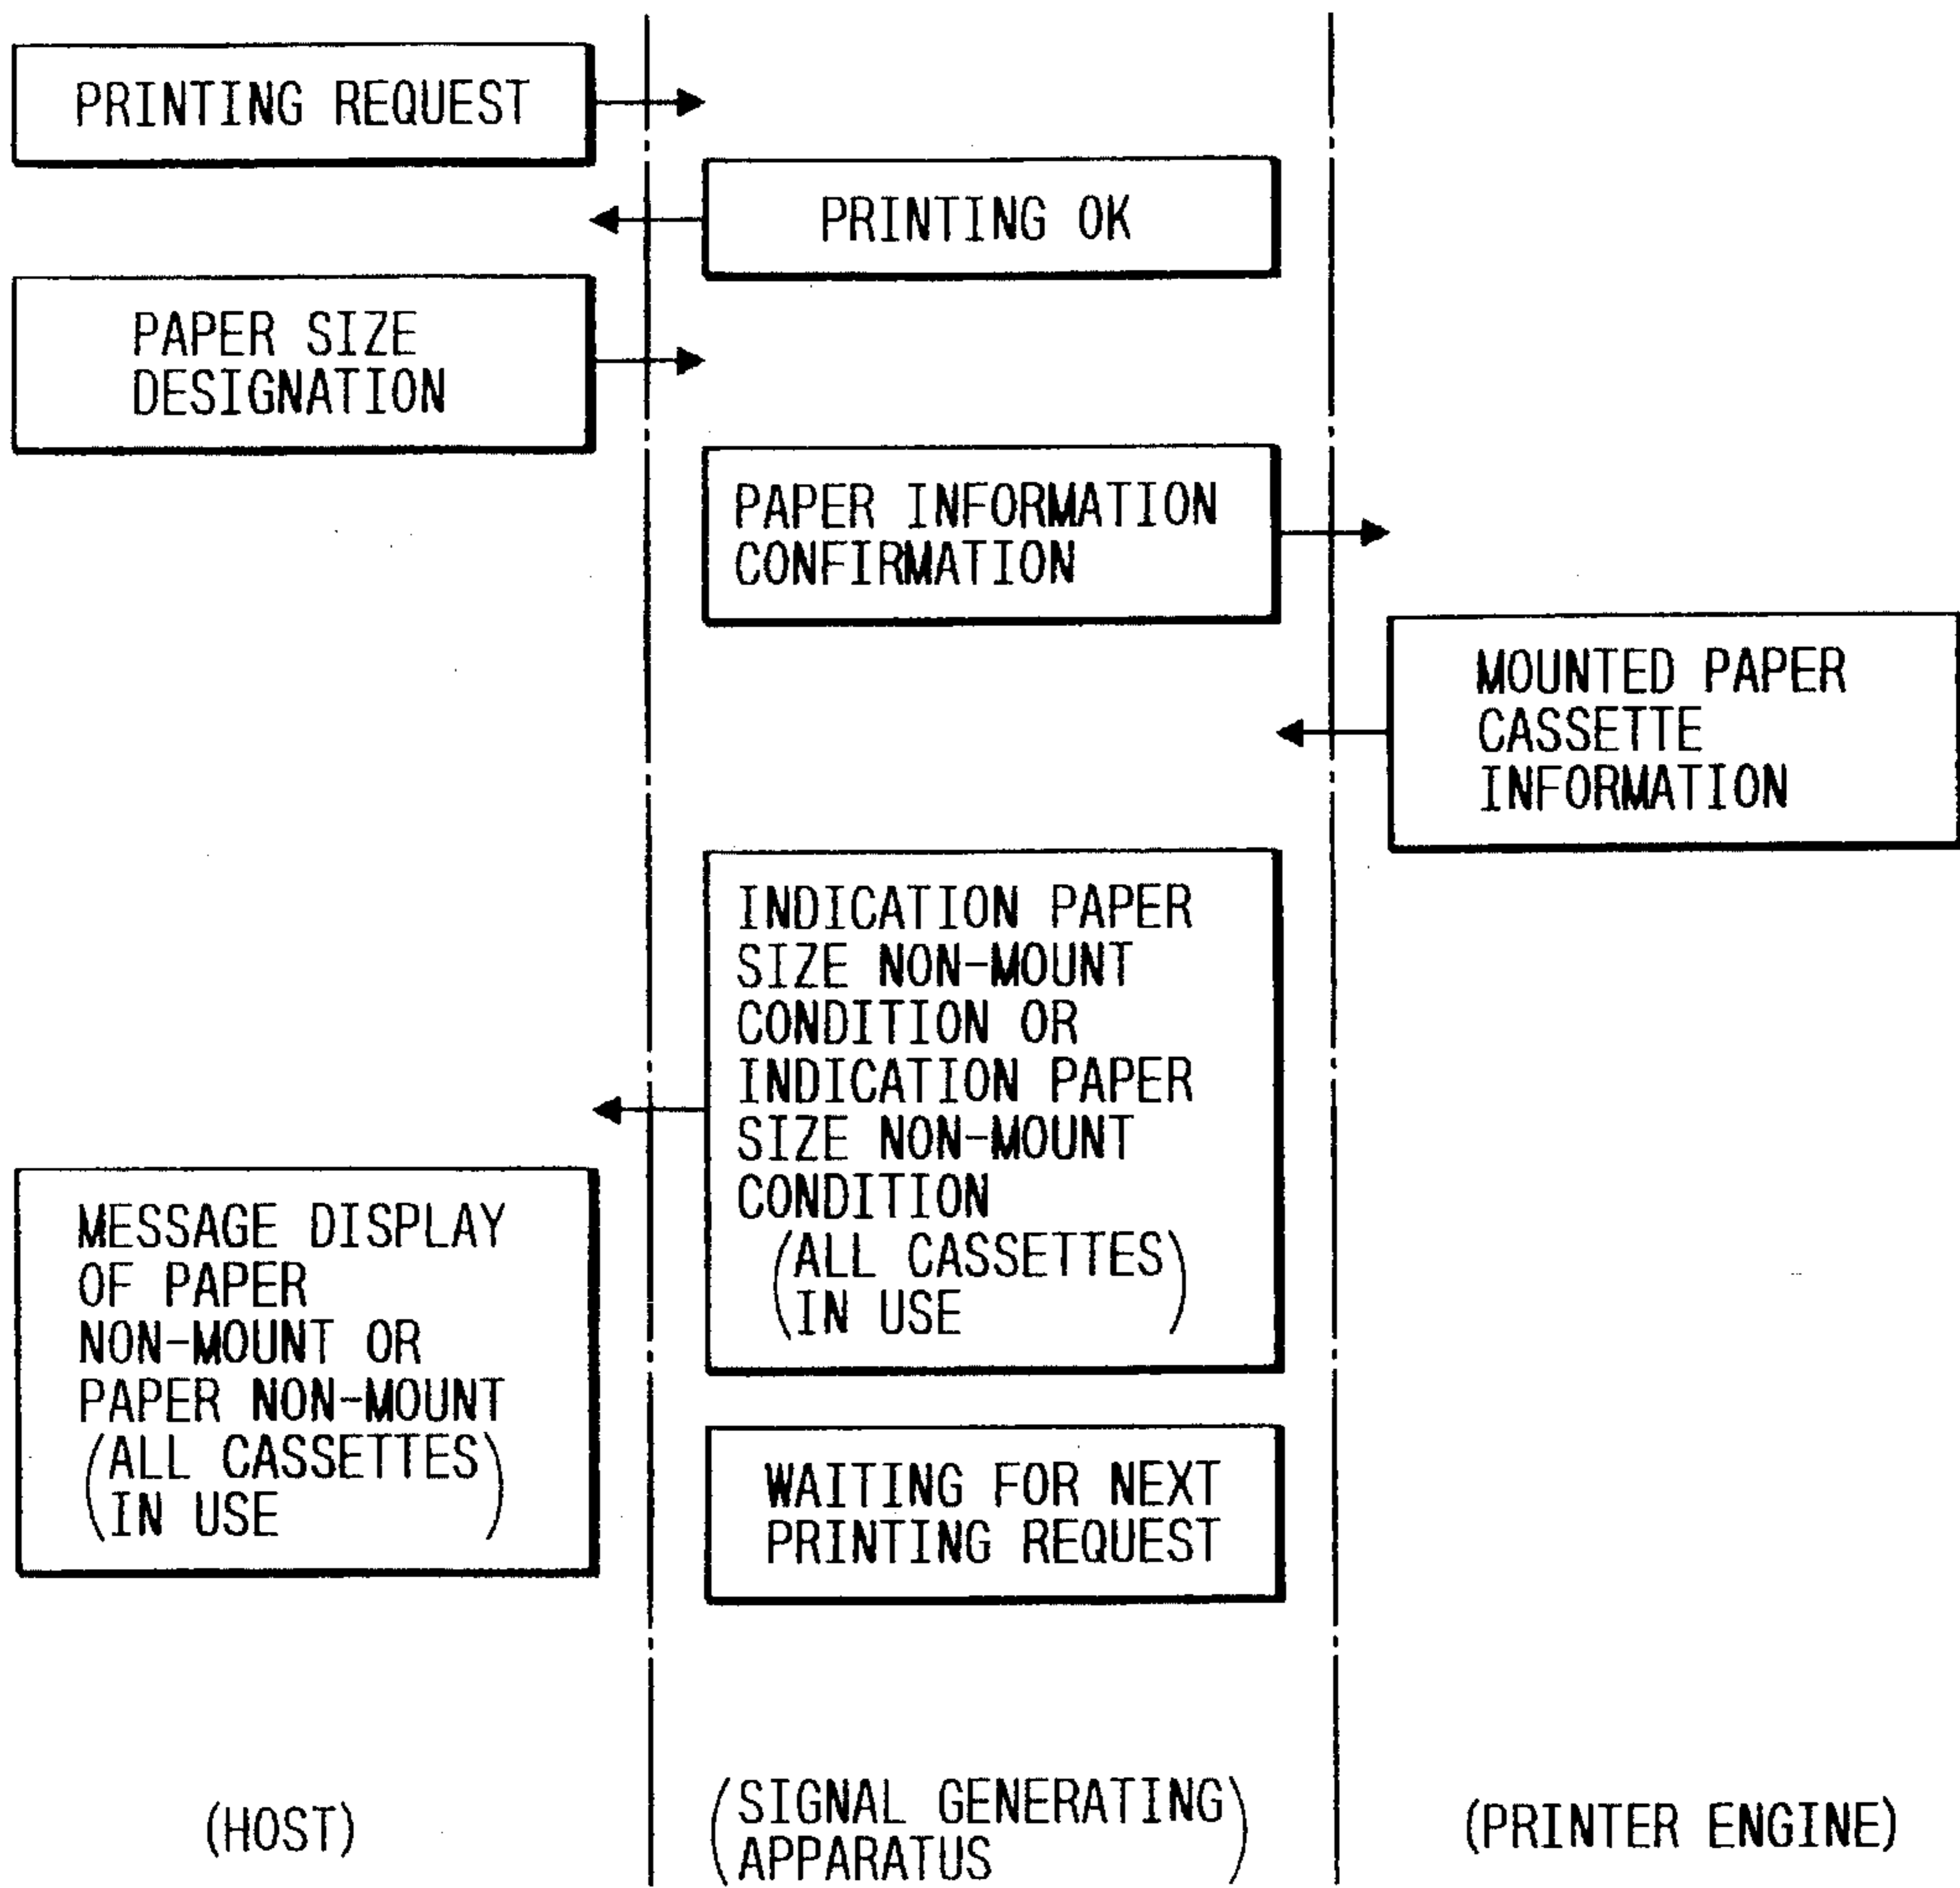 PRINTING REQUEST
PRINTING OK
PAPER SIZE
DESIGNATION
PAPER INFORMATION
CONFIRMATION
MOUNTED PAPER
CASSETTE
INFORMATION
INDICATION PAPER
SIZE NON-MOUNT
CONDITION OR
INDICATION PAPER
SIZE NON-MOUNT
CONDITION
(ALL CASSETTES
IN USE)
MESSAGE DISPLAY
OF PAPER
NON-MOUNT OR
PAPER NON-MOUNT
(ALL CASSETTES
IN USE)
WAITING FOR NEXT
PRINTING REQUEST
(HOST)
(SIGNAL GENERATING
APPARATUS)
(PRINTER ENGINE)